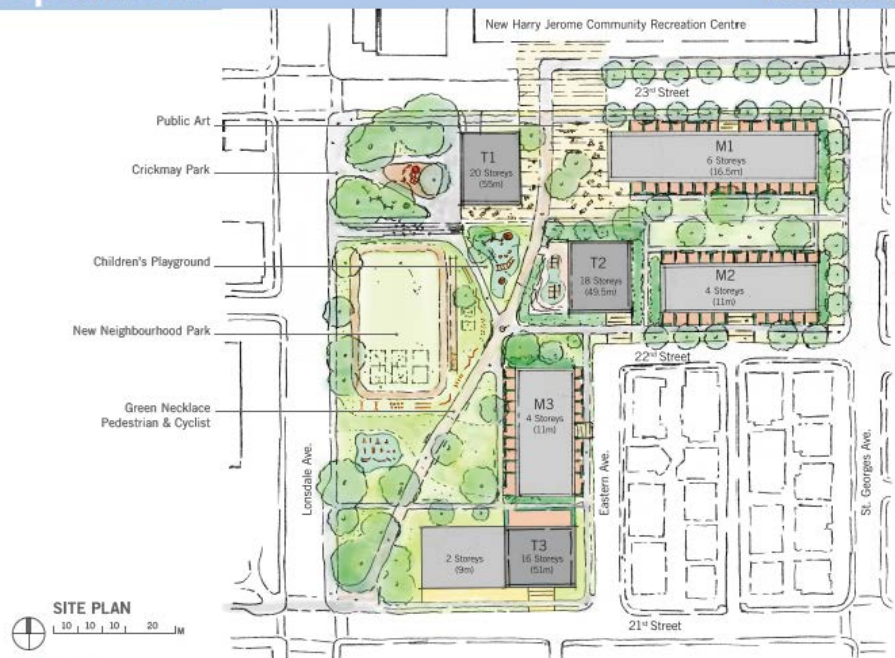 New Harry Jerome Community Recreation Centre
23rd Street
Public Art
Crickmay Park
T1
20 Storeys
(55m)
M1
6 Storeys
(16.5m)
Children's Playground
T2
18 Storeys
(49.5m)
M2
4 Storeys
(11m)
New Neighbourhood Park
22nd Street
Green Necklace
Pedestrian & Cyclist
M3
4 Storeys
(11m)
Lonsdale Ave.
Eastern Ave.
St. Georges Ave.
2 Storeys
(9m)
T3
16 Storeys
(51m)
SITE PLAN
10 10 10 20 M
21st Street